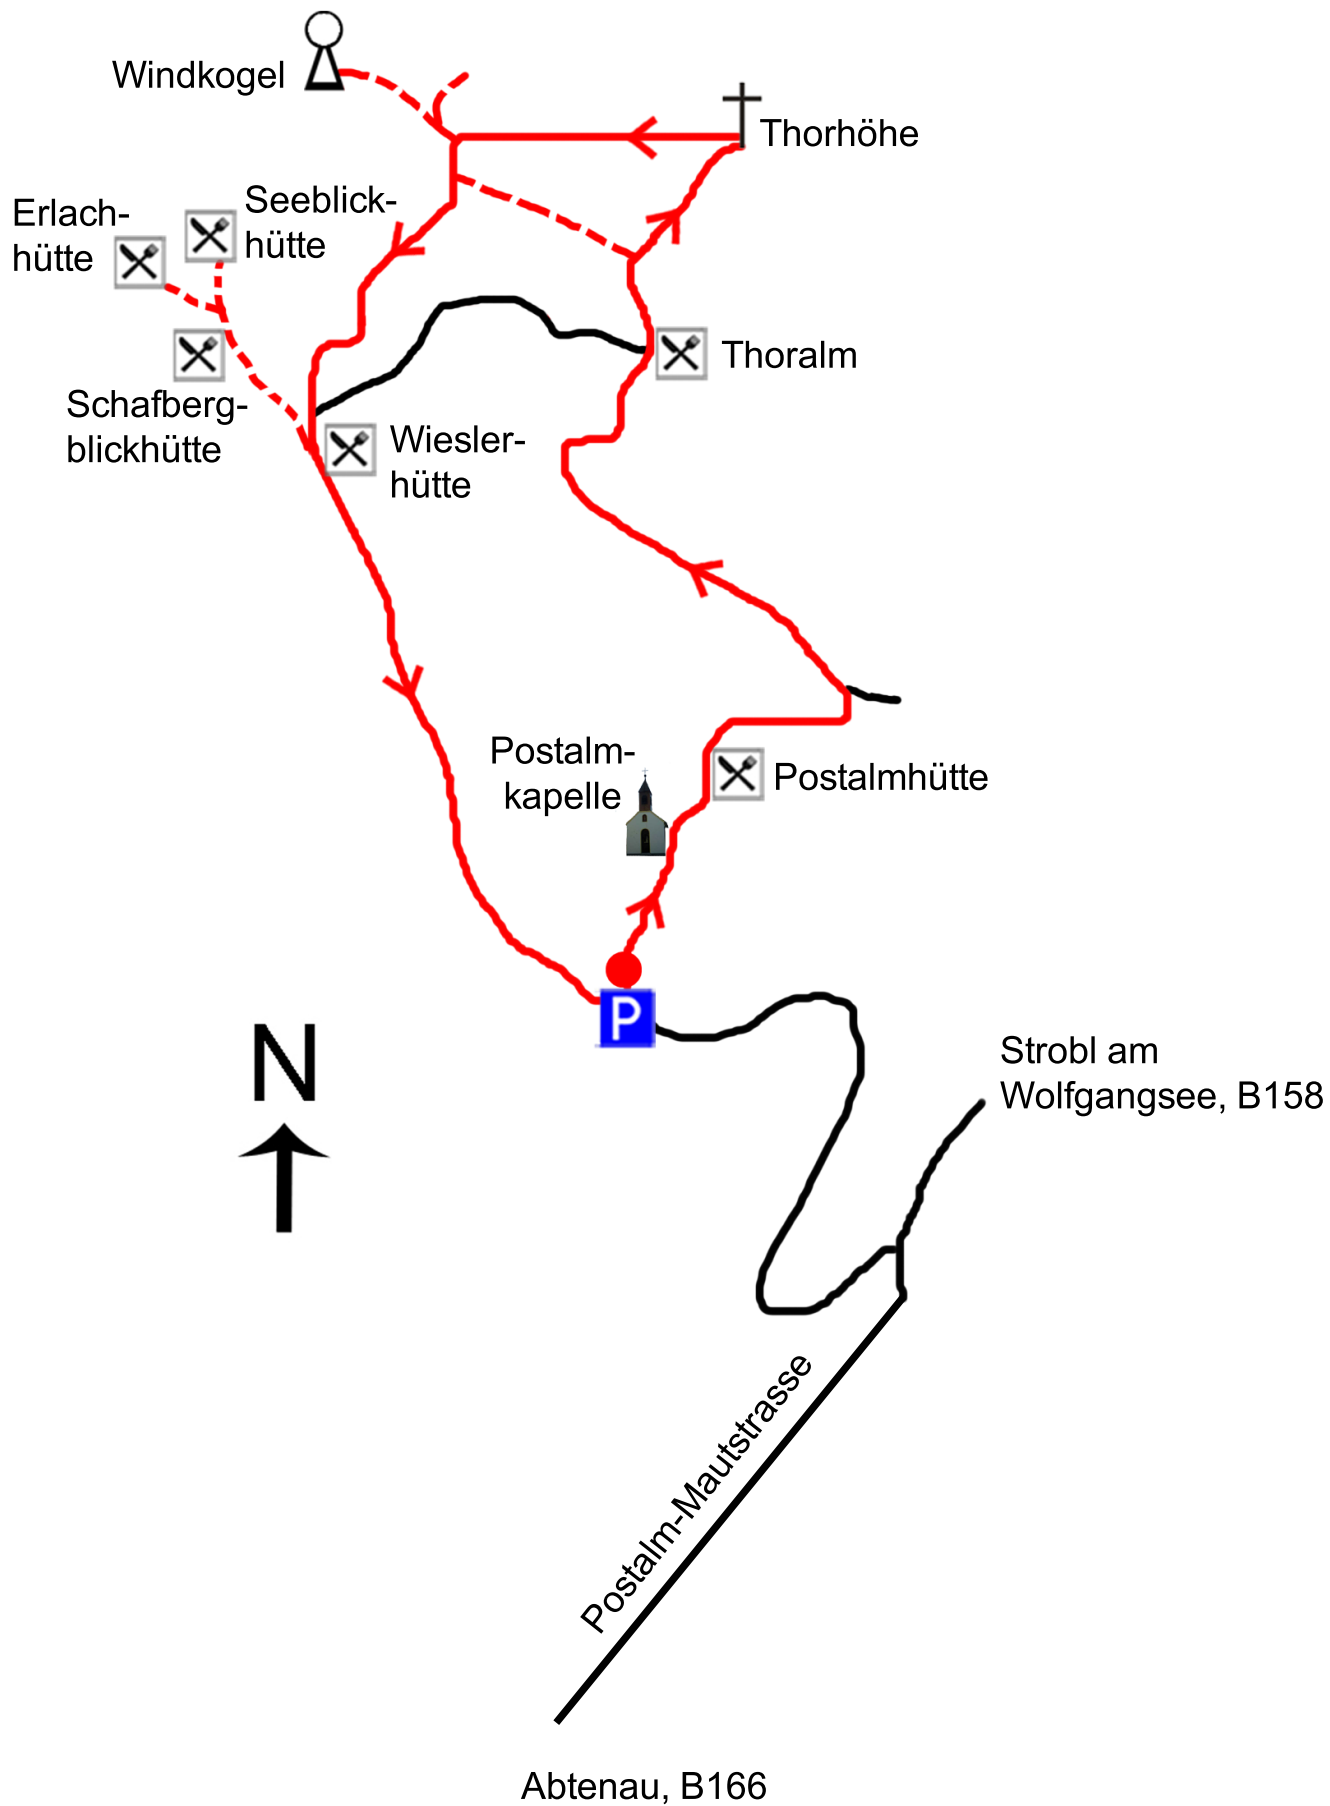 Windkogel
Thorhöhe
Seeblick-
hütte
Erlach-
hütte
Thoralm
Schafberg-
blickhütte
Wiesler-
hütte
Postalm-
kapelle
Postalmhütte
P
N
Strobl am
Wolfgangsee, B158
Postalm-Mautstrasse
Abtenau, B166